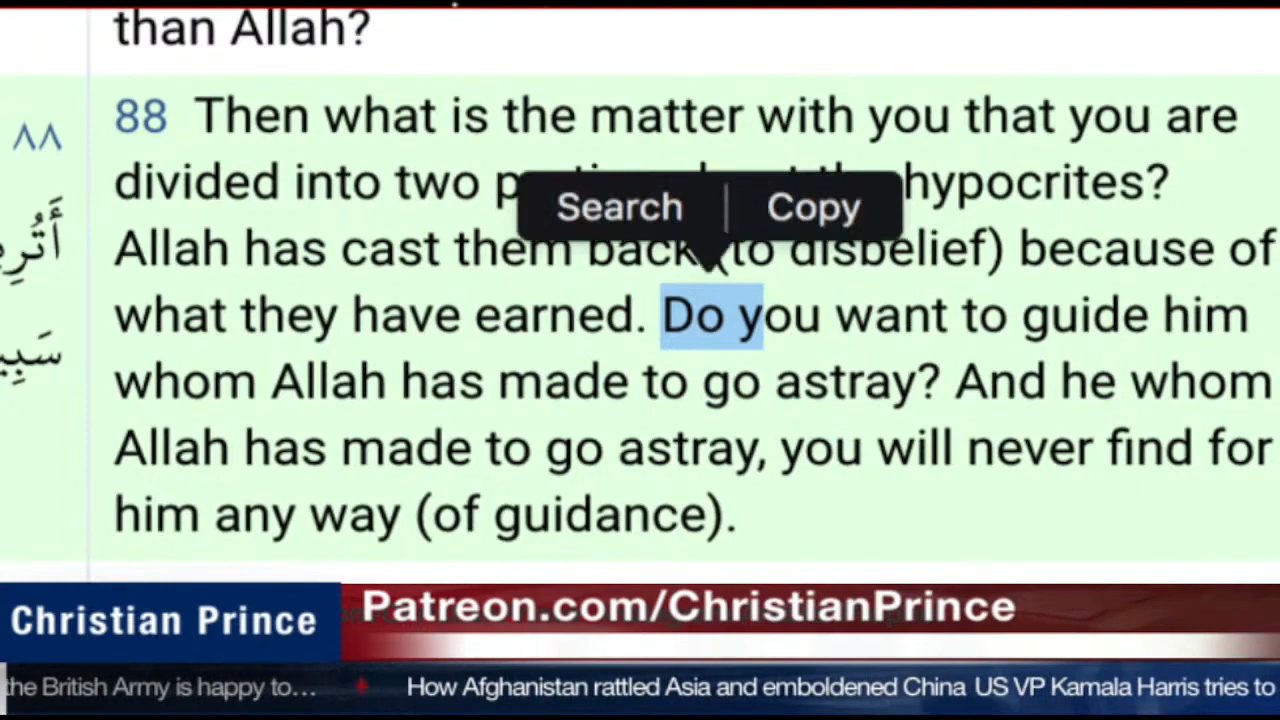 than Allah?
88 Then what is the matter with you that you are
٨٨
divided into two hypocrites?
Search | Copy
أَتُرِ
Allah has cast them back (to disbelief) because of
what they have earned. Do you want to guide him
سَبِي
whom Allah has made to go astray? And he whom
Allah has made to go astray, you will never find for
him any way (of guidance).
Christian Prince
Patreon.com/ChristianPrince
the British Army is happy to... ♦ How Afghanistan rattled Asia and emboldened China US VP Kamala Harris tries to